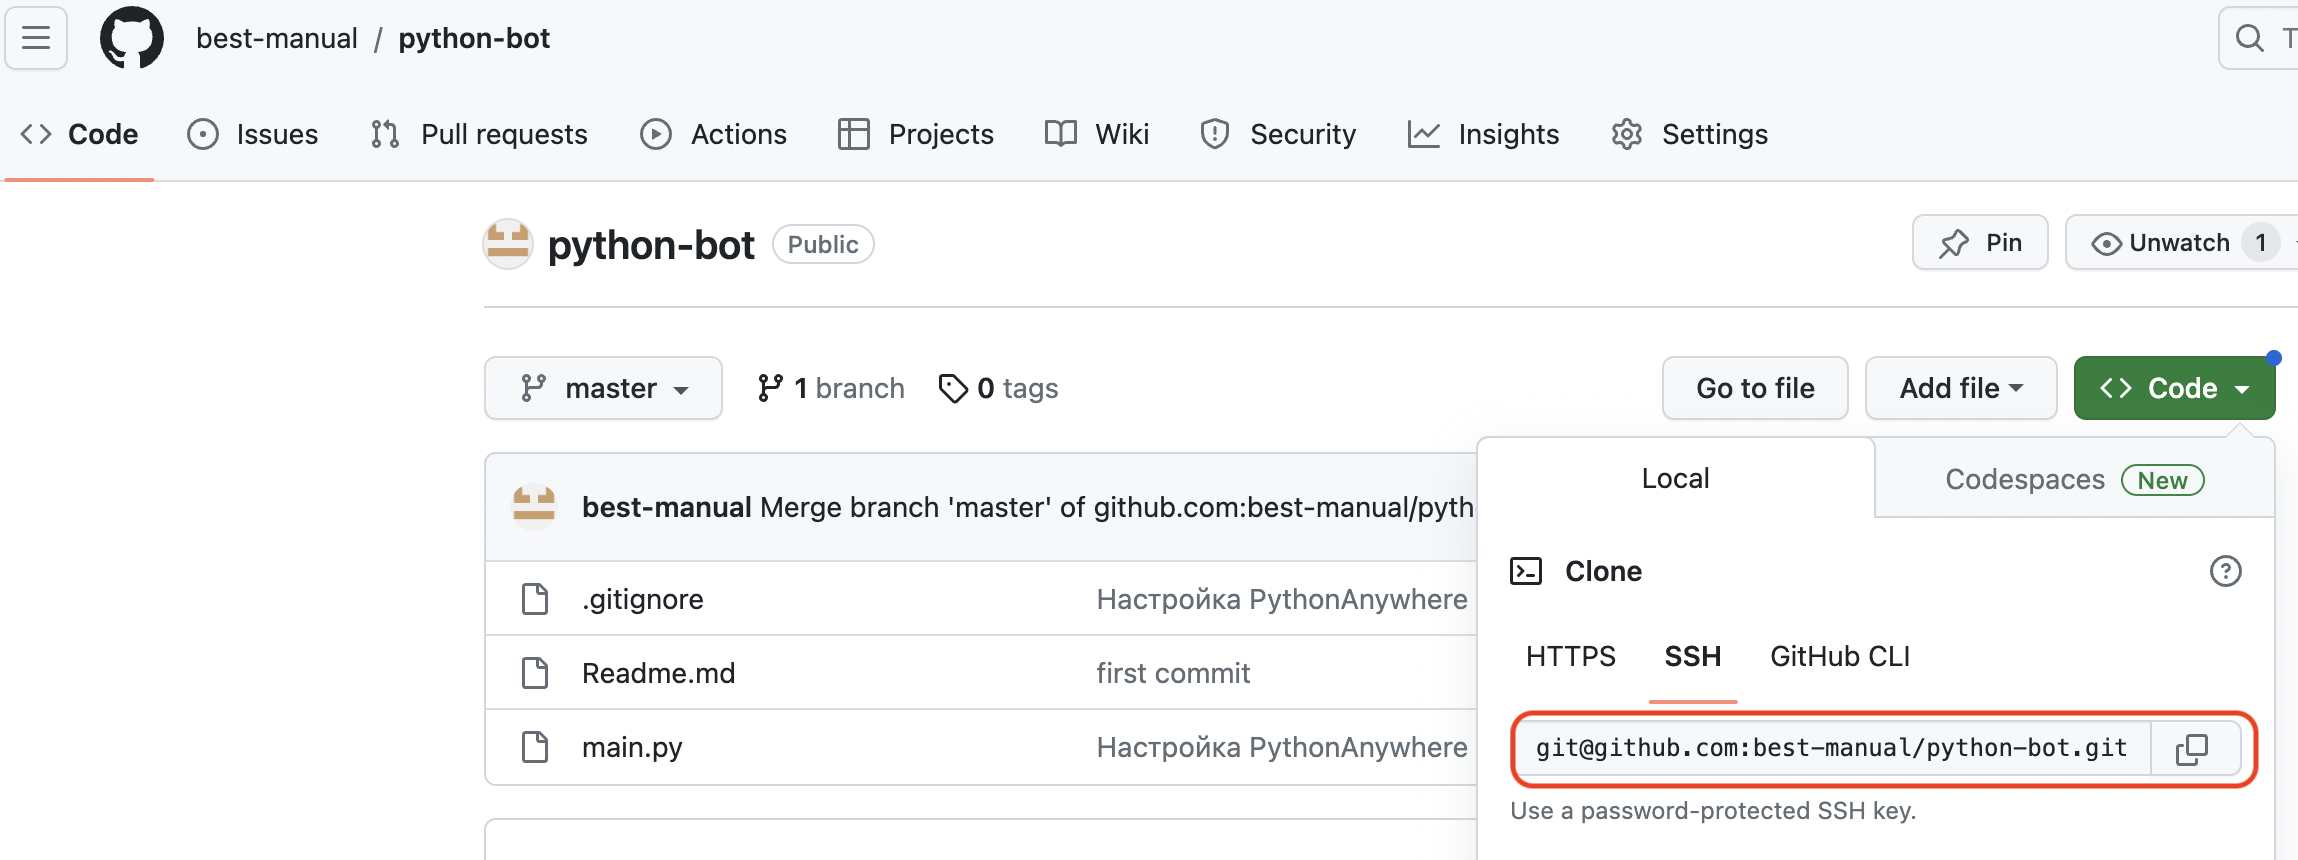 best-manual / python-bot
Code Issues Pull requests Actions Projects Wiki Security Insights Settings
python-bot Public
Pin Unwatch 1
master 1 branch 0 tags
Go to file Add file Code
Local Codespaces New
best-manual Merge branch 'master' of github.com:best-manual/pyth
Clone
.gitignore Настройка PythonAnywhere
HTTPS SSH GitHub CLI
Readme.md first commit
main.py Настройка PythonAnywhere
git@github.com:best-manual/python-bot.git
Use a password-protected SSH key.